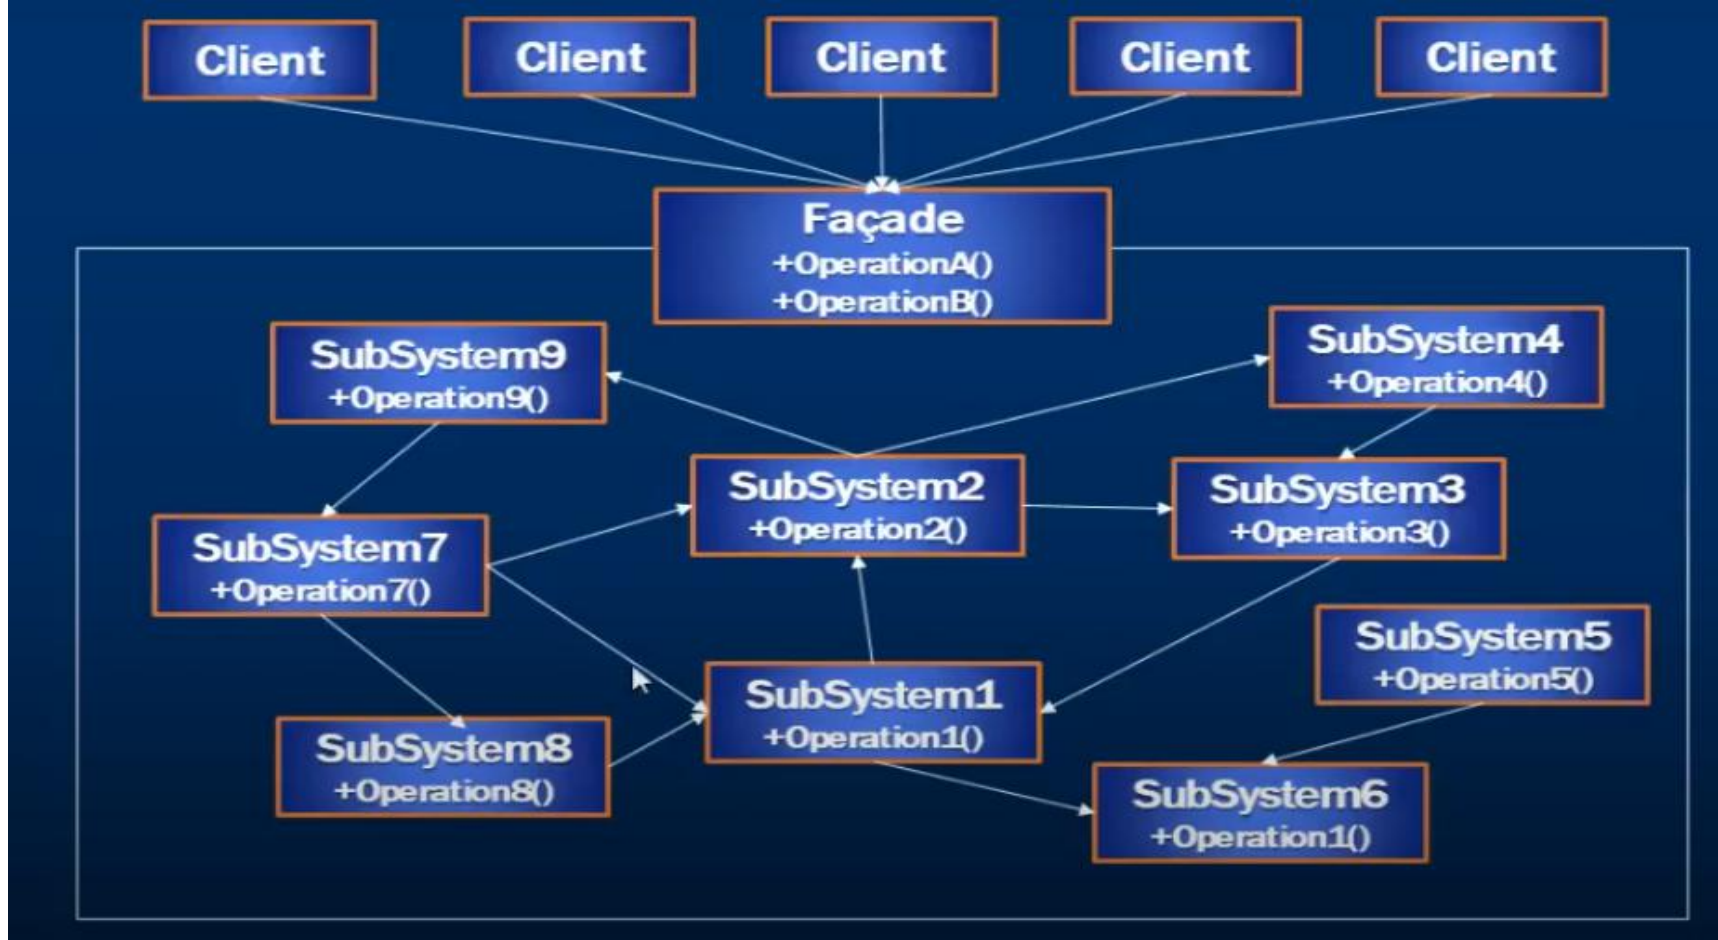 Client
Client
Client
Client
Client
Façade
+OperationA()
+OperationB()
SubSystem9
+Operation9()
SubSystem4
+Operation4()
SubSystem2
+Operation2()
SubSystem3
+Operation3()
SubSystem7
+Operation7()
SubSystem5
+Operation5()
SubSystem1
+Operation1()
SubSystem8
+Operation8()
SubSystem6
+Operation1()